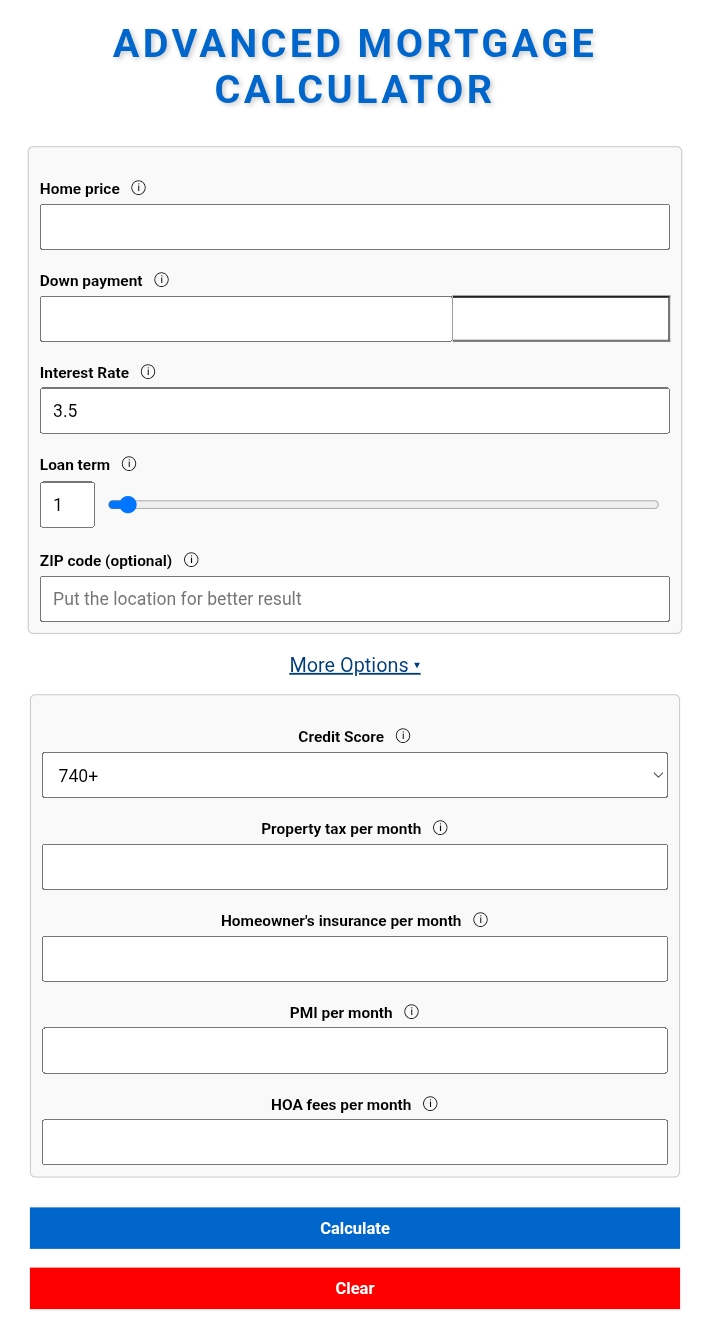 ADVANCED MORTGAGE
CALCULATOR
Home price ⓘ
Down payment ⓘ
Interest Rate ⓘ
3.5
Loan term ⓘ
1
ZIP code (optional) ⓘ
Put the location for better result
More Options ▾
Credit Score ⓘ
740+
Property tax per month ⓘ
Homeowner's insurance per month ⓘ
PMI per month ⓘ
HOA fees per month ⓘ
Calculate
Clear